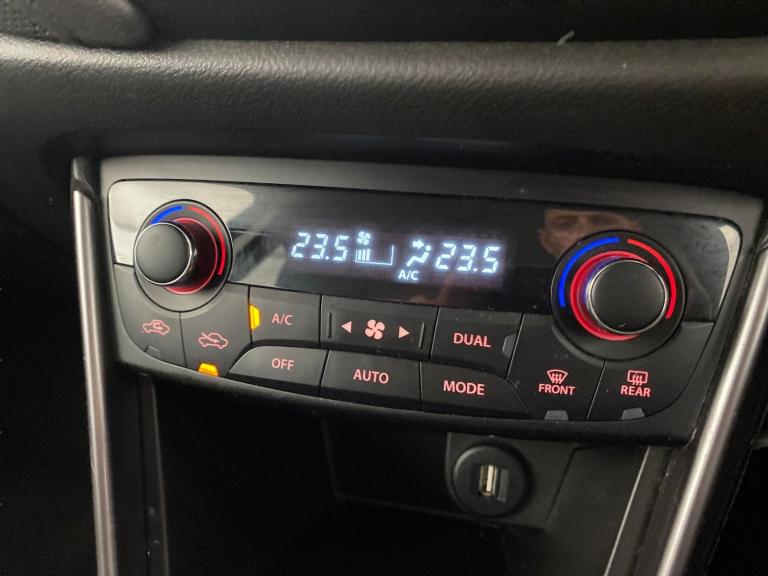 23.5 23.5
A/C
A/C
DUAL
OFF
AUTO
MODE
FRONT
REAR